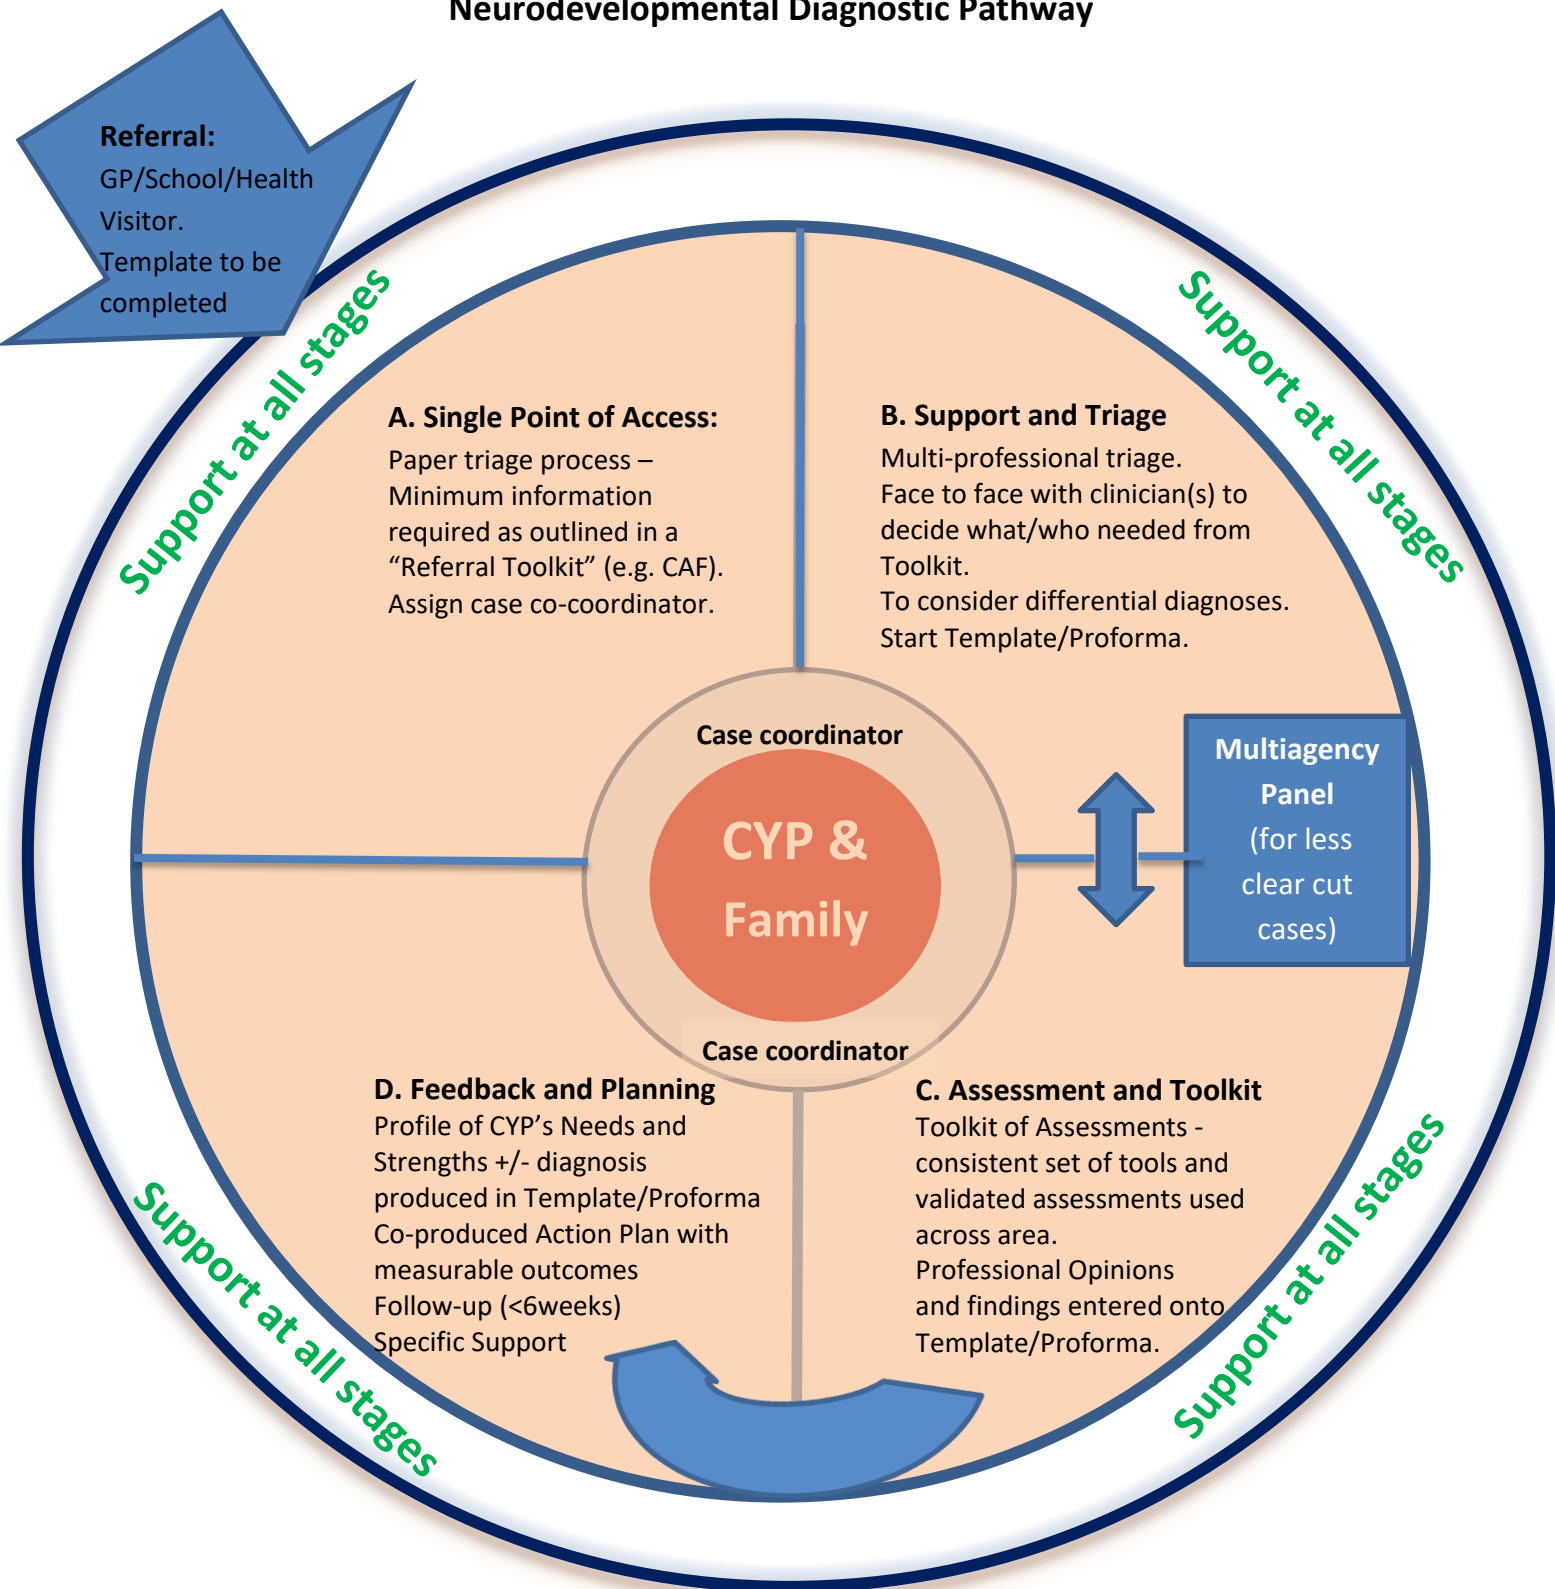 Neurodevelopmental Diagnostic Pathway
Referral:
GP/School/Health
Visitor.
Template to be
completed
Support at all stages
Support at all stages
A. Single Point of Access:
Paper triage process –
Minimum information
required as outlined in a
“Referral Toolkit” (e.g. CAF).
Assign case co-coordinator.
B. Support and Triage
Multi-professional triage.
Face to face with clinician(s) to
decide what/who needed from
Toolkit.
To consider differential diagnoses.
Start Template/Proforma.
Case coordinator
CYP &
Family
Case coordinator
Multiagency
Panel
(for less
clear cut
cases)
D. Feedback and Planning
Profile of CYP’s Needs and
Strengths +/- diagnosis
produced in Template/Proforma
Co-produced Action Plan with
measurable outcomes
Follow-up (<6weeks)
Specific Support
C. Assessment and Toolkit
Toolkit of Assessments -
consistent set of tools and
validated assessments used
across area.
Professional Opinions
and findings entered onto
Template/Proforma.
Support at all stages
Support at all stages